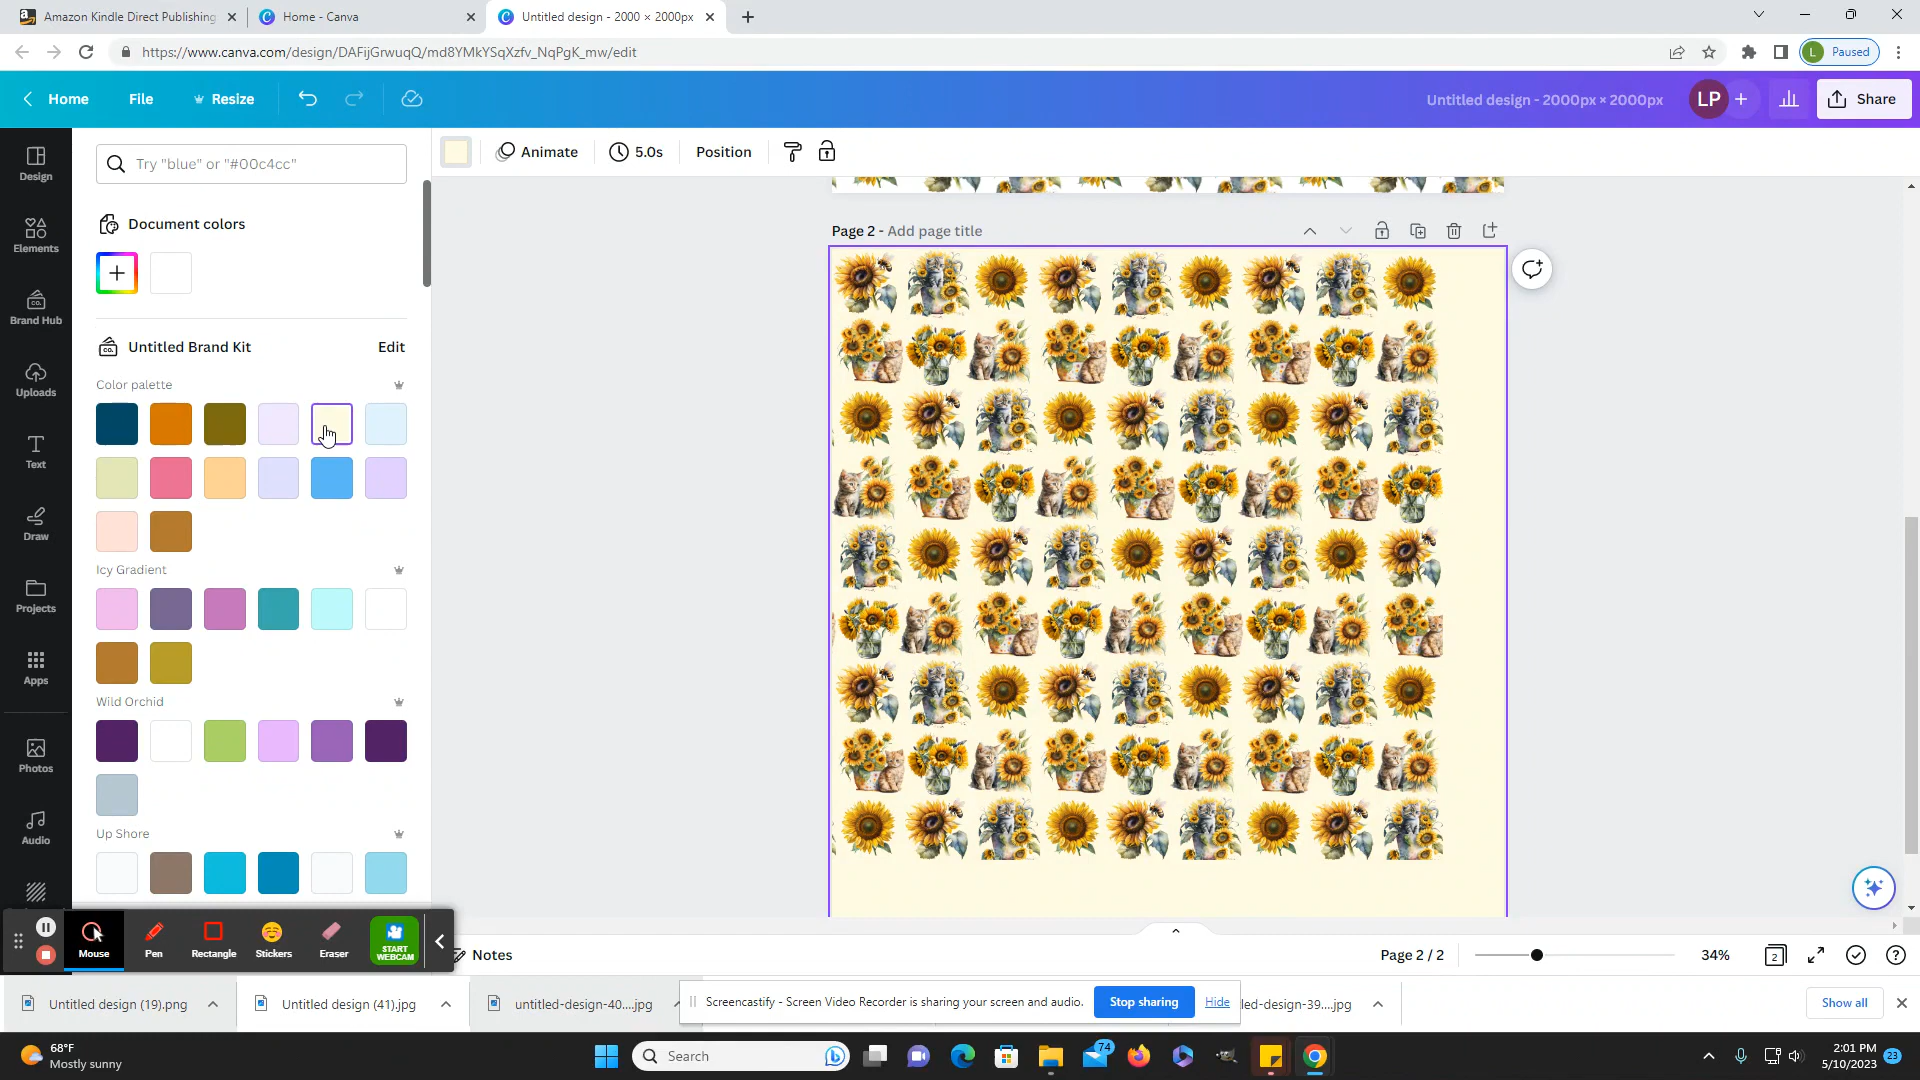 Amazon Kindle Direct Publishing
Home - Canva
Untitled design - 2000 × 2000px
https://www.canva.com/design/DAFijGrwuqQ/md8YMkYSqXzfv_NqPgK_mw/edit
L Paused
Home
File
Resize
Untitled design - 2000px × 2000px
LP
Share
Design
Elements
Brand Hub
Uploads
Text
Draw
Projects
Apps
Photos
Audio
Try "blue" or "#00c4cc"
Document colors
CO.
Untitled Brand Kit
Edit
Color palette
Icy Gradient
Wild Orchid
Up Shore
Animate
5.0s
Position
Page 2 - Add page title
Mouse
Pen
Rectangle
Stickers
Eraser
START
WEBCAM
Notes
Page 2 / 2
34%
2
Untitled design (19).png
Untitled design (41).jpg
untitled-design-40....jpg
Screencastify - Screen Video Recorder is sharing your screen and audio.
Stop sharing
Hide
led-design-39....jpg
Show all
68°F
Mostly sunny
Search
74
2:01 PM
5/10/2023
23